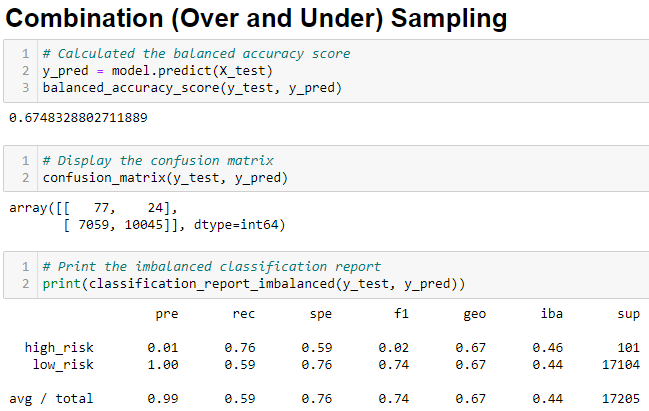 Combination (Over and Under) Sampling
1 # Calculated the balanced accuracy score
2 y_pred = model.predict(X_test)
3 balanced_accuracy_score(y_test, y_pred)
0.6748328802711889
1 # Display the confusion matrix
2 confusion_matrix(y_test, y_pred)
array([[   77,    24],
       [ 7059, 10045]], dtype=int64)
1 # Print the imbalanced classification report
2 print(classification_report_imbalanced(y_test, y_pred))
pre rec spe f1 geo iba sup
high_risk 0.01 0.76 0.59 0.02 0.67 0.46 101
low_risk 1.00 0.59 0.76 0.74 0.67 0.44 17104
avg / total 0.99 0.59 0.76 0.74 0.67 0.44 17205